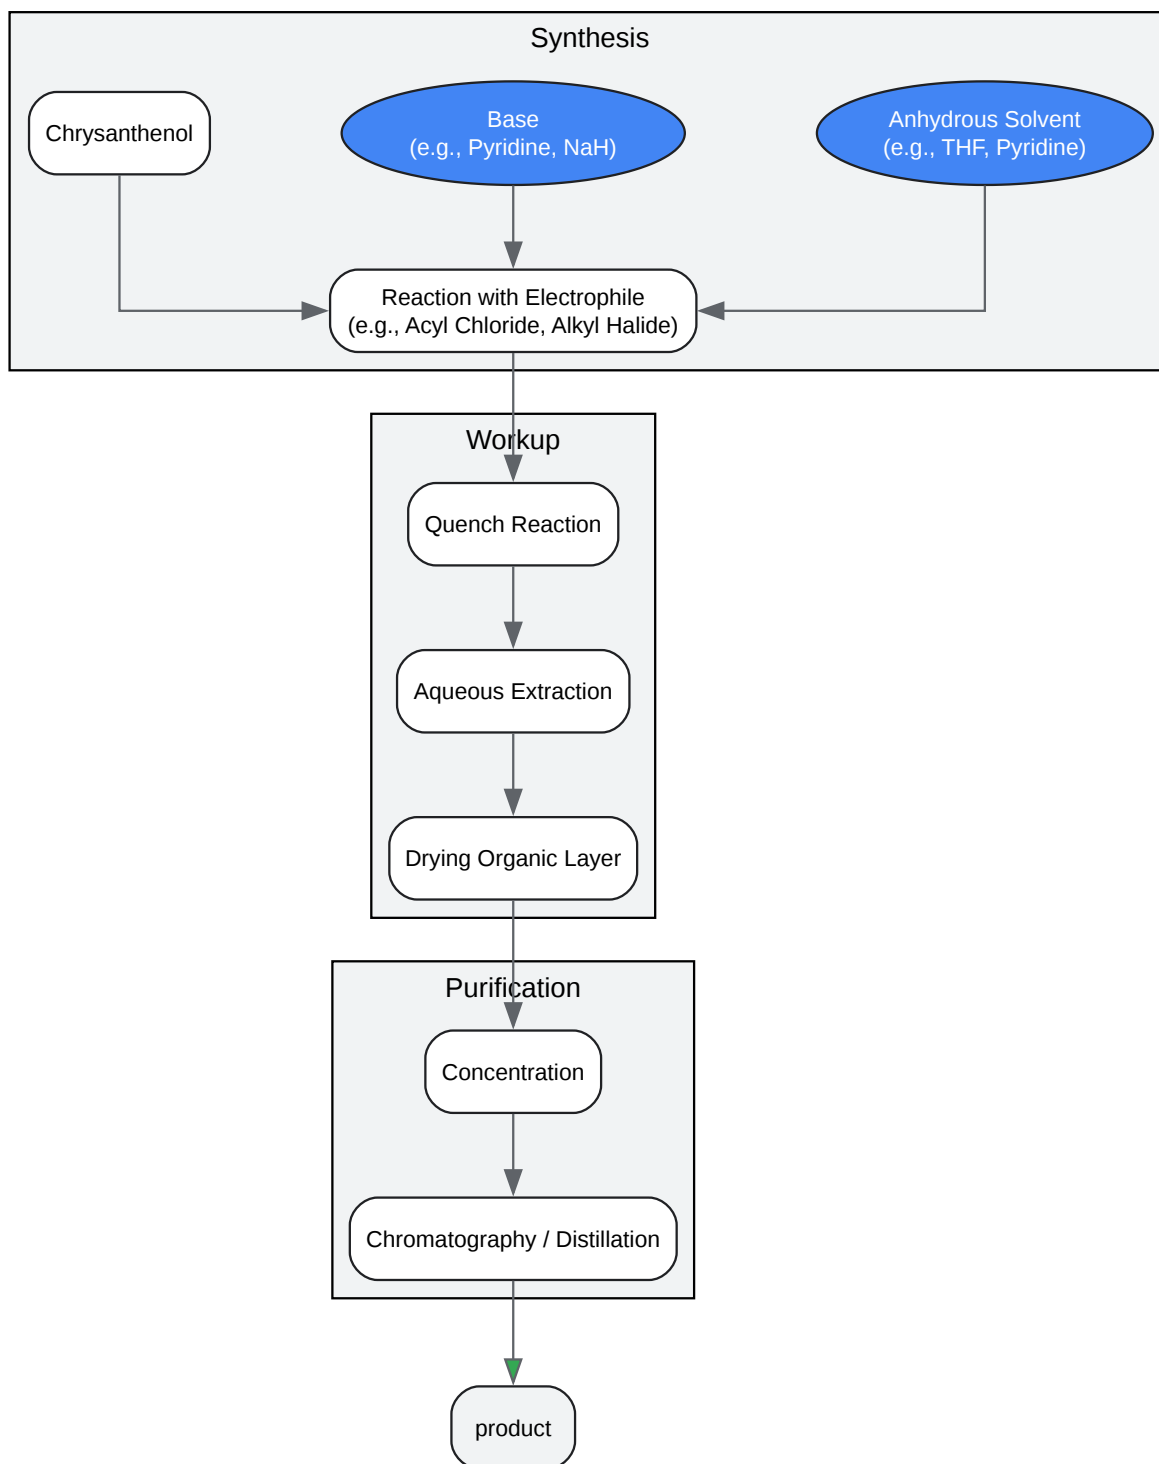 Synthesis
Chrysanthenol
Base
(e.g., Pyridine, NaH)
Anhydrous Solvent
(e.g., THF, Pyridine)
Reaction with Electrophile
(e.g., Acyl Chloride, Alkyl Halide)
Workup
Quench Reaction
Aqueous Extraction
Drying Organic Layer
Purification
Concentration
Chromatography / Distillation
product